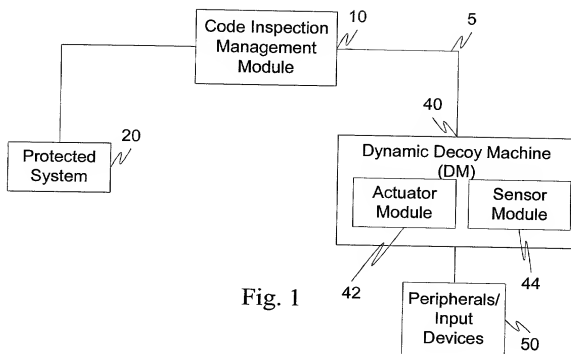 Code Inspection
Management
Module
10
5
40
Protected
System
20
Dynamic Decoy Machine
(DM)
Actuator
Module
Sensor
Module
42
44
Fig. 1
Peripherals/
Input
Devices
50